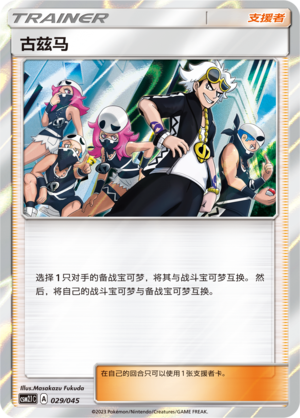 TRAINER 支援者
古兹马
选择1只对手的备战宝可梦，将其与战斗宝可梦互换。然
后，将自己的战斗宝可梦与备战宝可梦互换。
Illus.Masakazu Fukuda
在自己的回合只可以使用1张支援者卡。
A 029/045
©2023 Pokémon/Nintendo/Creatures/GAME FREAK.